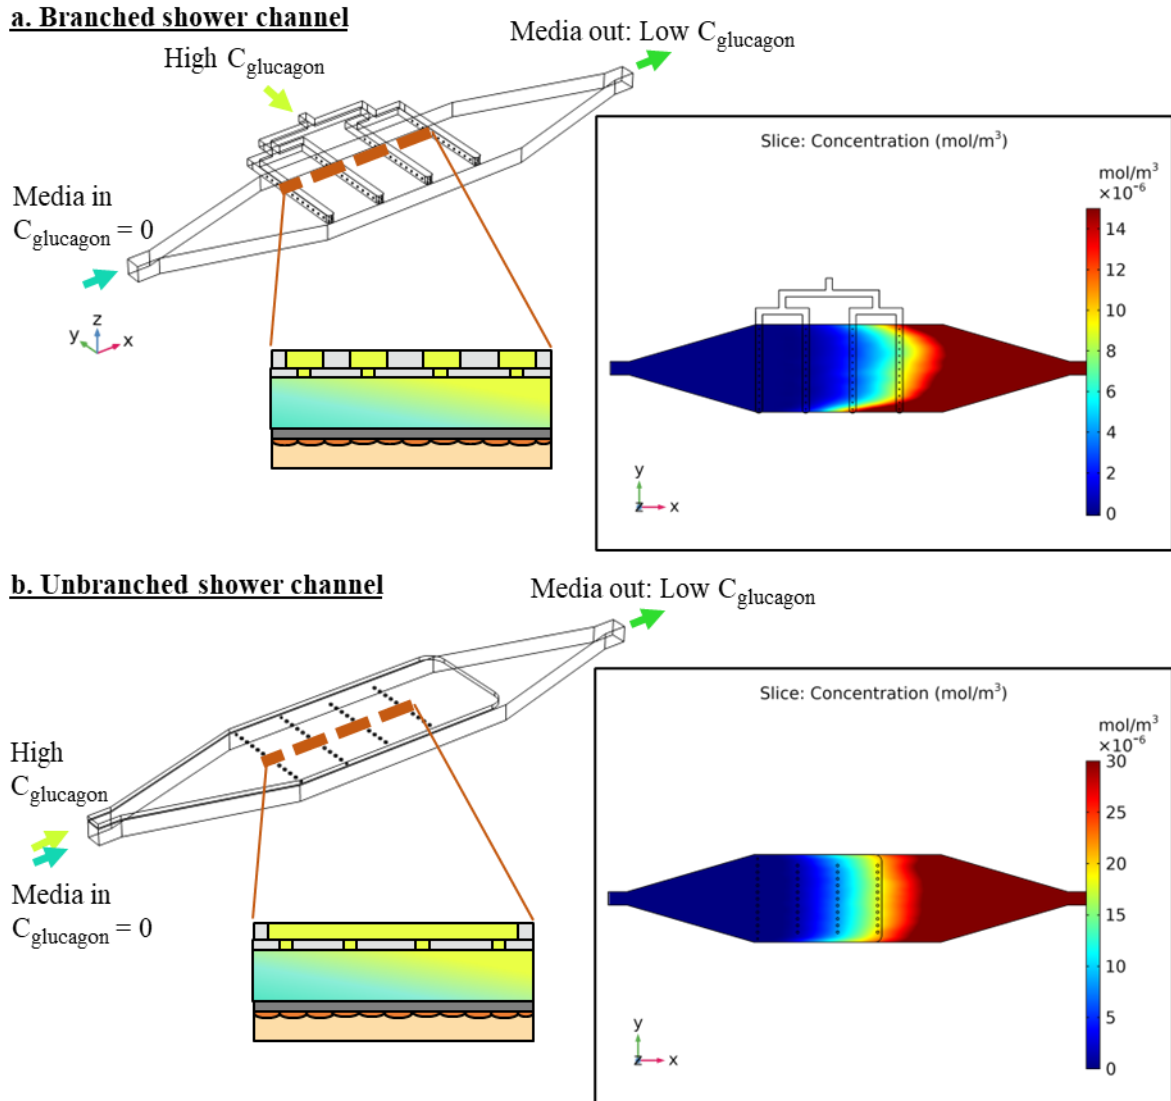 a. Branched shower channel
Media out: Low Cglucagon
High Cglucagon
Media in
Cglucagon = 0
z
y
x
Slice: Concentration (mol/m³)
mol/m³
×10⁻⁶
14
12
10
8
6
4
2
0
y
z
x
b. Unbranched shower channel
Media out: Low Cglucagon
High
Cglucagon
Media in
Cglucagon = 0
Slice: Concentration (mol/m³)
mol/m³
×10⁻⁶
30
25
20
15
10
5
0
y
z
x